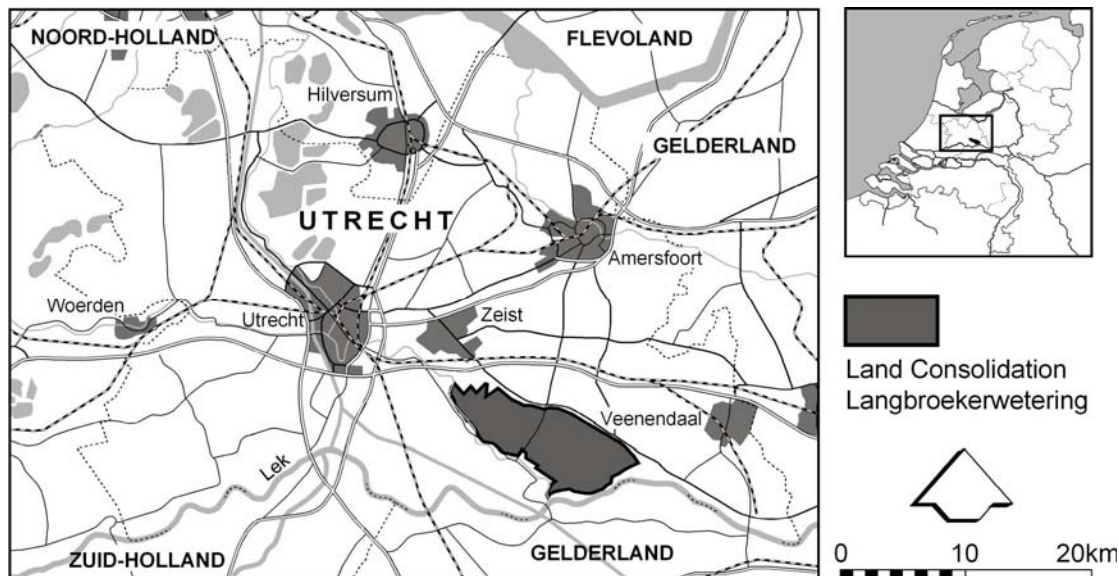 NOORD-HOLLAND
FLEVOLAND
Hilversum
GELDERLAND
UTRECHT
Amersfoort
Woerden
Utrecht
Zeist
Veenendaal
Lek
ZUID-HOLLAND
GELDERLAND
Land Consolidation
Langbroekerwetering
0 10 20km